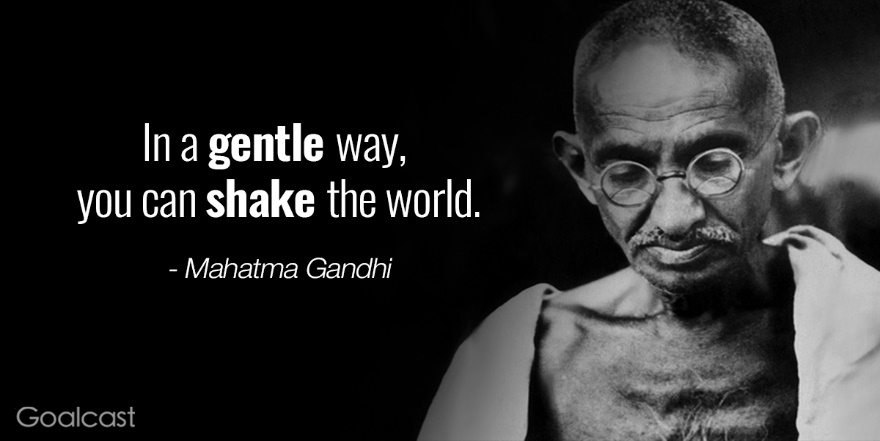 In a gentle way,
you can shake the world.
- Mahatma Gandhi
Goalcast